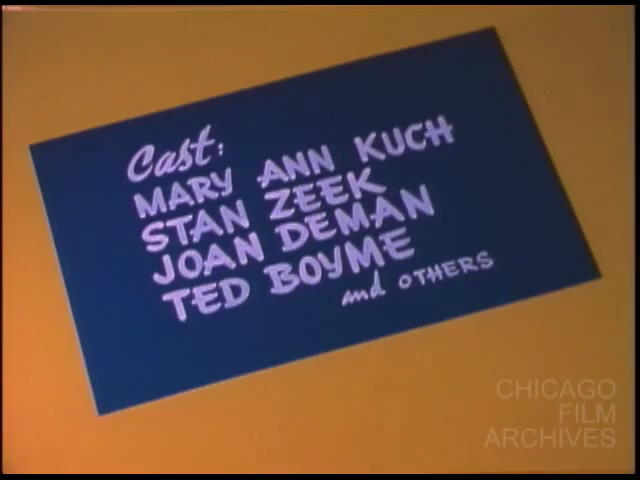 Cast:
MARY ANN KUCH
STAN ZEEK
JOAN DEMAN
TED BOYME
and OTHERS
CHICAGO
FILM
ARCHIVES